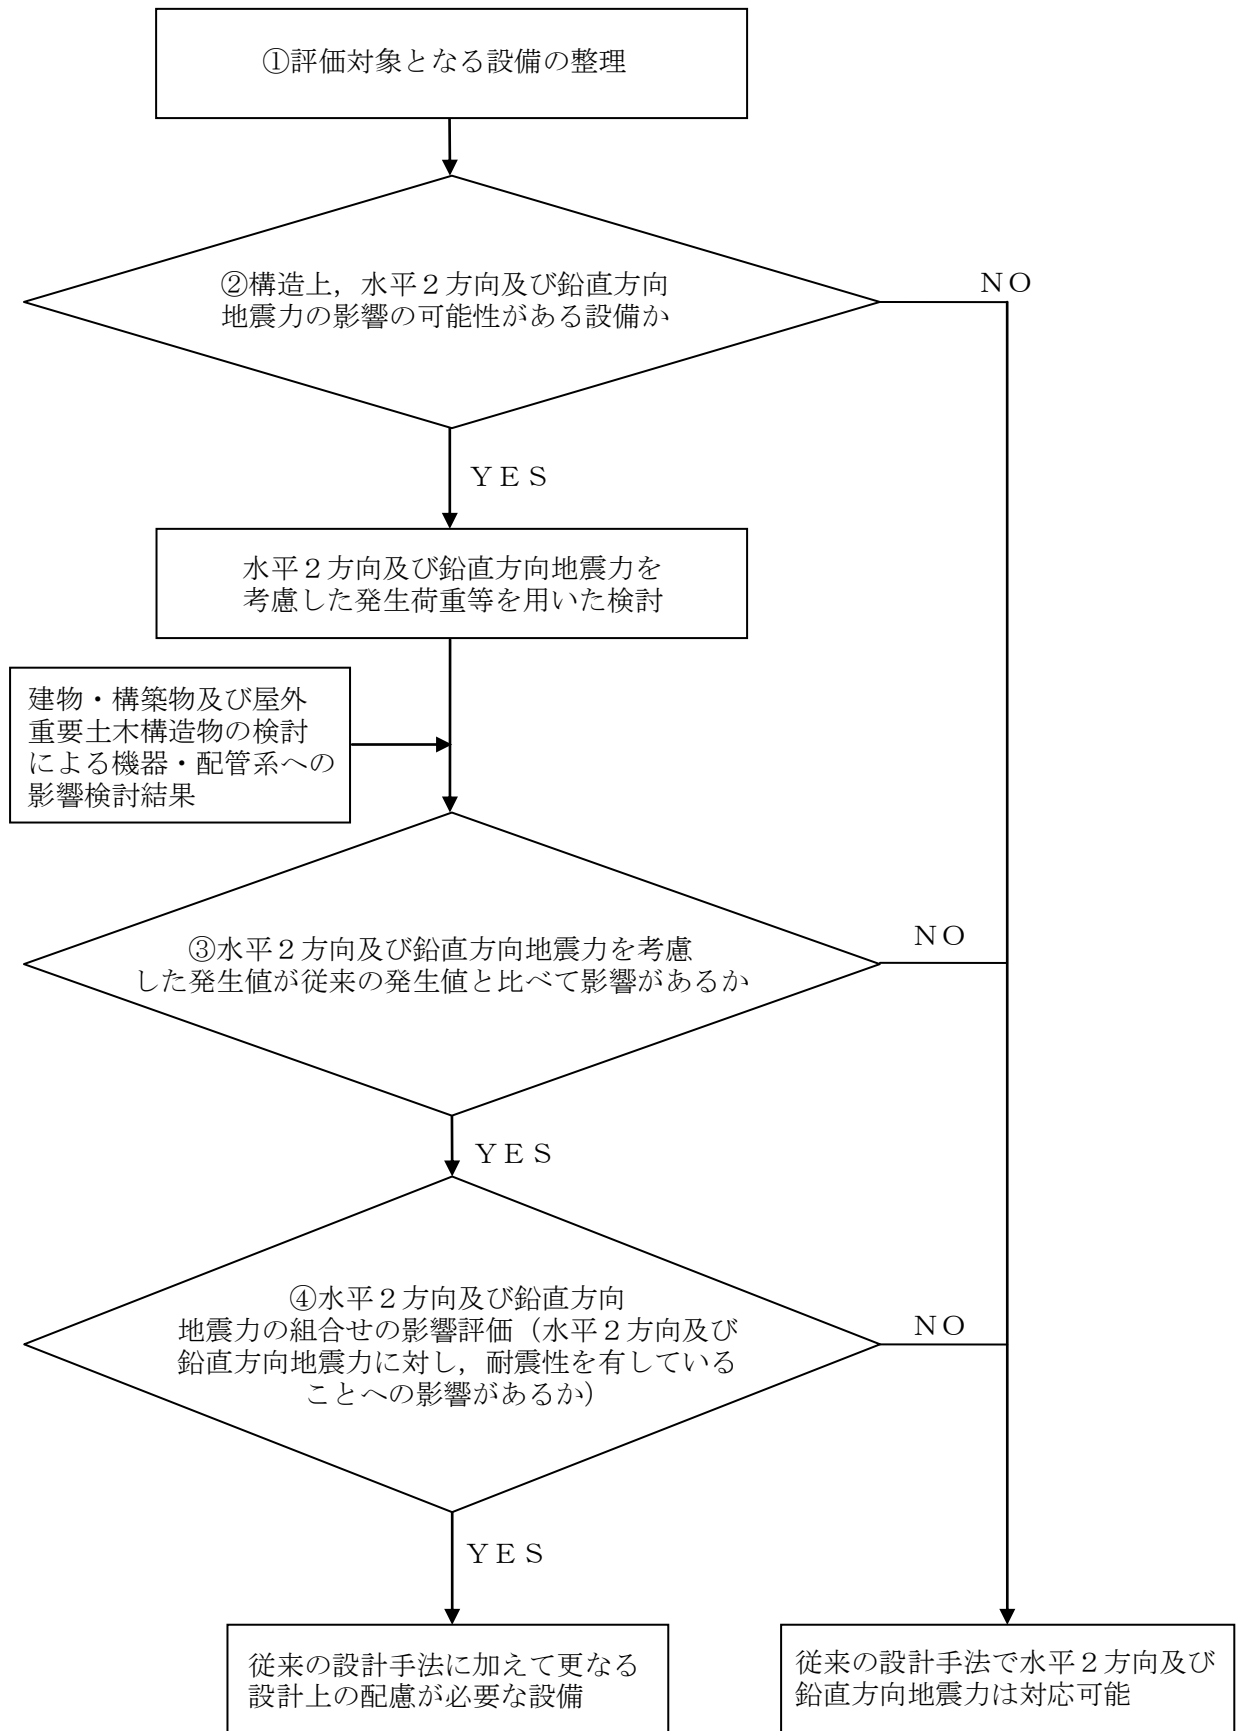 ①評価対象となる設備の整理
②構造上，水平２方向及び鉛直方向
地震力の影響の可能性がある設備か
ＮＯ
ＹＥＳ
水平２方向及び鉛直方向地震力を
考慮した発生荷重等を用いた検討
建物・構築物及び屋外
重要土木構造物の検討
による機器・配管系への
影響検討結果
③水平２方向及び鉛直方向地震力を考慮
した発生値が従来の発生値と比べて影響があるか
ＮＯ
ＹＥＳ
④水平２方向及び鉛直方向
地震力の組合せの影響評価（水平２方向及び
鉛直方向地震力に対し，耐震性を有している
ことへの影響があるか）
ＮＯ
ＹＥＳ
従来の設計手法に加えて更なる
設計上の配慮が必要な設備
従来の設計手法で水平２方向及び
鉛直方向地震力は対応可能